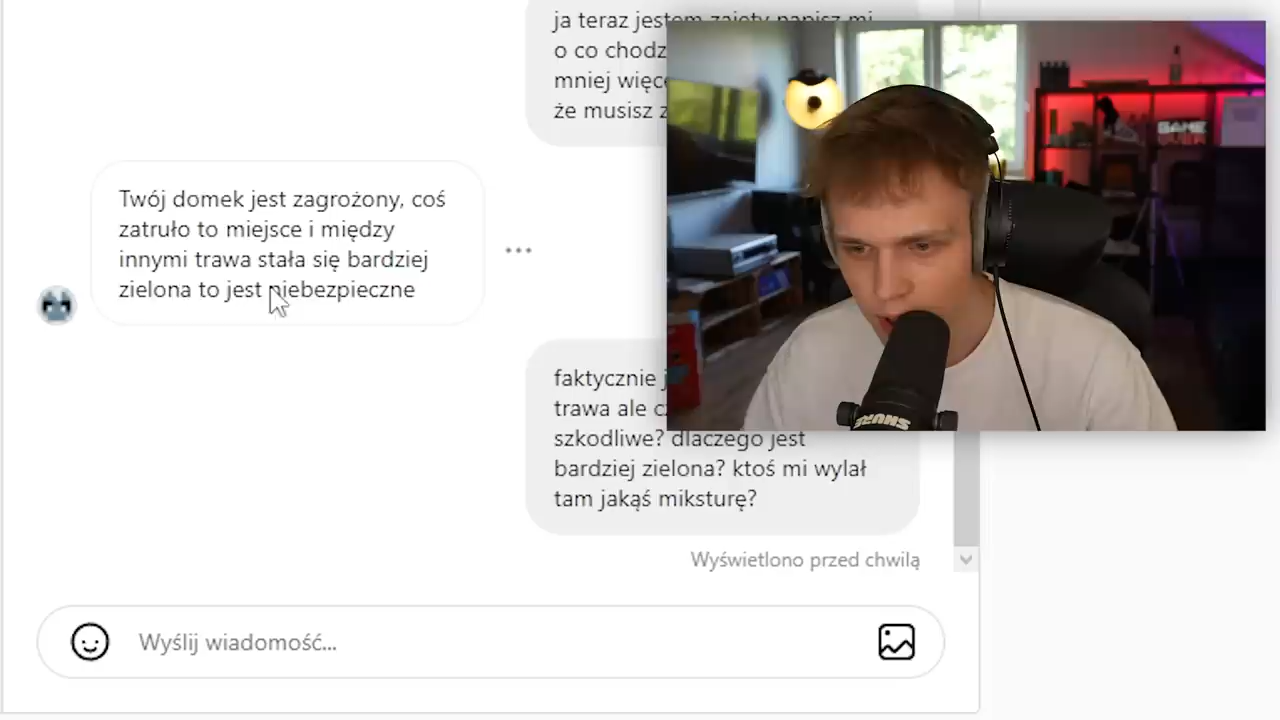 ja teraz jestem zajęty napisz mi
o co chodz
mniej więce
że musisz z
Twój domek jest zagrożony, coś
zatruło to miejsce i między
innymi trawa stała się bardziej
zielona to jest niebezpieczne
faktycznie j
trawa ale c
szkodliwe? dlaczego jest
bardziej zielona? ktoś mi wylał
tam jakąś miksturę?
Wyświetlono przed chwilą
Wyślij wiadomość...
GAME
SHURE